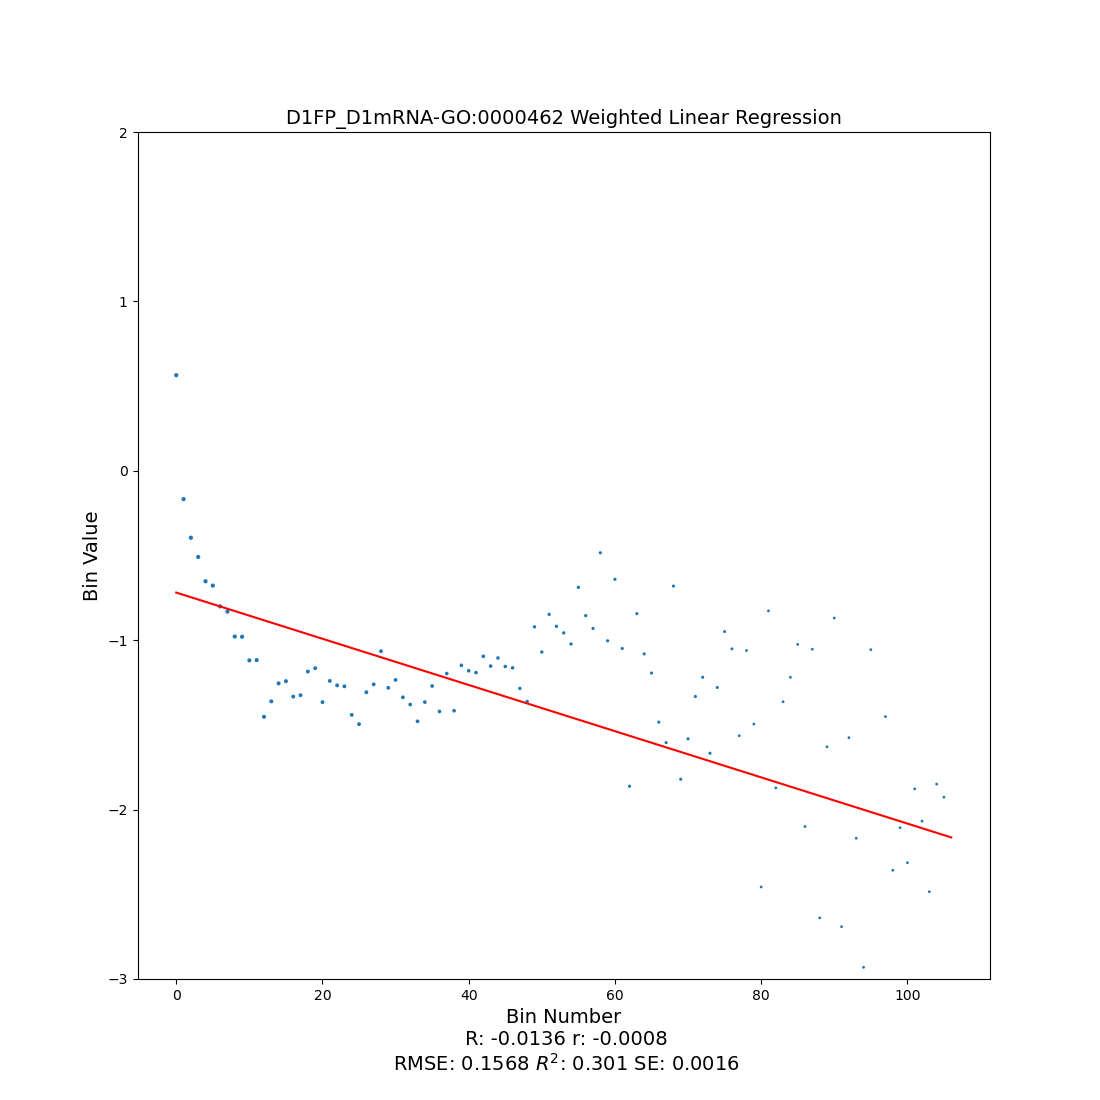 D1FP_D1mRNA-GO:0000462 Weighted Linear Regression
2
1
0
−1
−2
−3
Bin Value
0 20 40 60 80 100
Bin Number
R: -0.0136 r: -0.0008
RMSE: 0.1568 R²: 0.301 SE: 0.0016